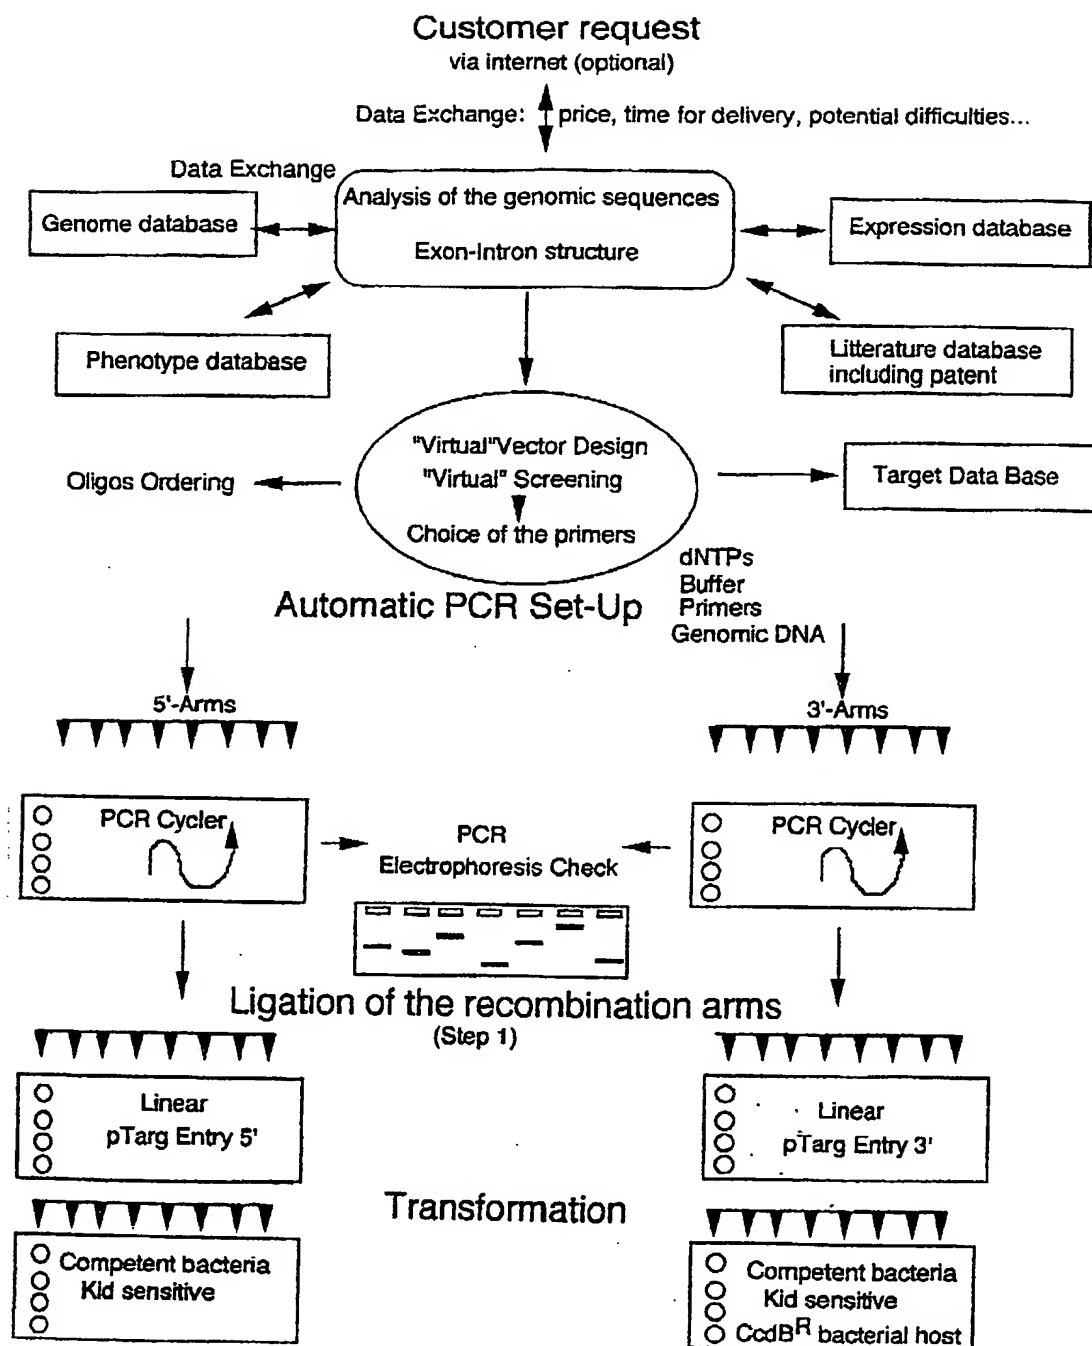 Customer request
via internet (optional)
Data Exchange: price, time for delivery, potential difficulties...
Data Exchange
Analysis of the genomic sequences
Exon-Intron structure
Genome database
Expression database
Phenotype database
Litterature database
including patent
"Virtual"Vector Design
"Virtual" Screening
Choice of the primers
Oligos Ordering
Target Data Base
dNTPs
Buffer
Primers
Genomic DNA
Automatic PCR Set-Up
5'-Arms
3'-Arms
PCR Cycler
PCR
Electrophoresis Check
PCR Cycler
Ligation of the recombination arms
(Step 1)
Linear
pTarg Entry 5'
Linear
pTarg Entry 3'
Transformation
Competent bacteria
Kid sensitive
Competent bacteria
Kid sensitive
CcdBR bacterial host